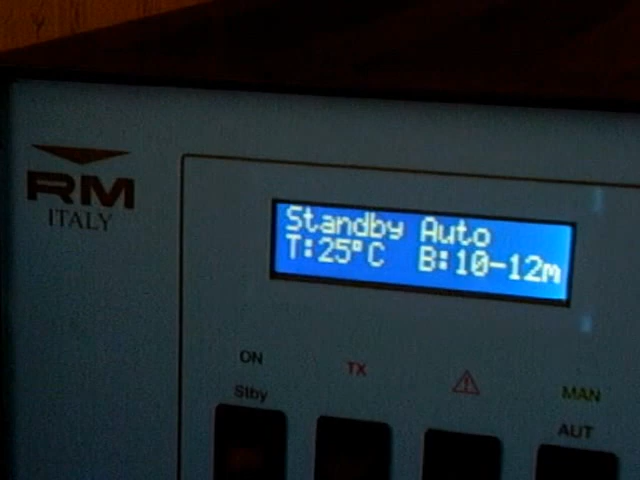 RM
ITALY
Standby Auto
T:25°C B:10-12m
ON
Stby
TX
MAN
AUT